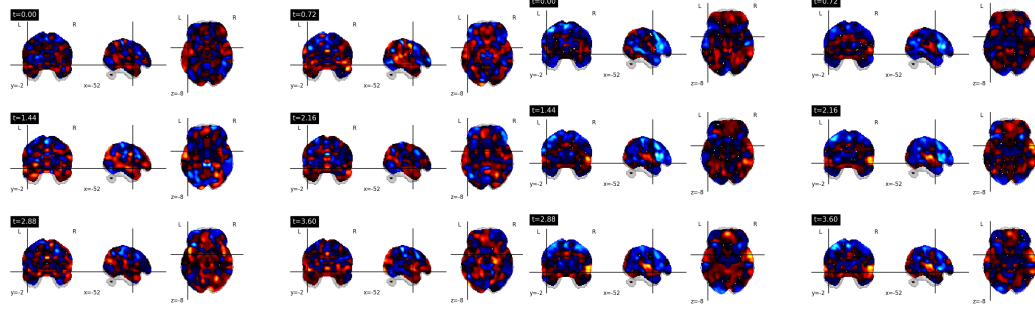 t=0.00 t=0.72 t=0.00 t=0.72
L R L R L R L R
y=-2 x=-52 z=-8 y=-2 x=-52 z=-8 y=-2 x=-52 z=-8 y=-2 x=-52 z=-8
t=1.44 t=2.16 t=1.44 t=2.16
L R L R L R L R
y=-2 x=-52 z=-8 y=-2 x=-52 z=-8 y=-2 x=-52 z=-8 y=-2 x=-52 z=-8
t=2.88 t=3.60 t=2.88 t=3.60
L R L R L R L R
y=-2 x=-52 z=-8 y=-2 x=-52 z=-8 y=-2 x=-52 z=-8 y=-2 x=-52 z=-8